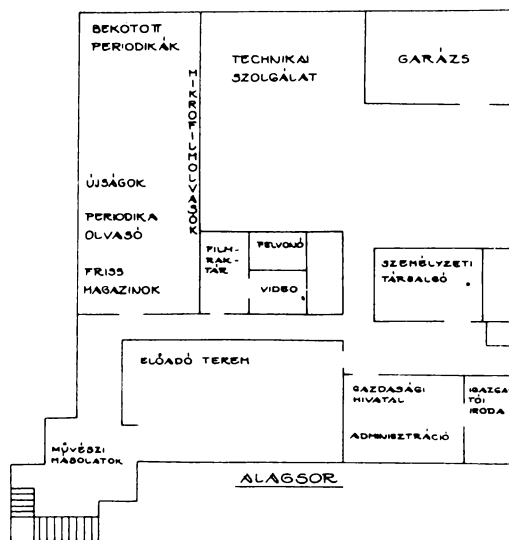 BEKÖTÖTT
PERIODIKÁK
MIKROFILMOLVASÓK
TECHNIKAI
SZOLGÁLAT
GARÁZS
ÚJSÁGOK
PERIODIKA
OLVASÓ
FRISS
MAGAZINOK
FILM-
RAK-
TÁR
FELVONÓ
VIDEO
SZEMÉLYZETI
TÁRSALGÓ
ELŐADÓ TEREM
GAZDASÁGI
HIVATAL
ADMINISZTRÁCIÓ
IGAZGA
TÓI
IRODA
MŰVÉSZI
MÁSOLATOK
ALAGSOR